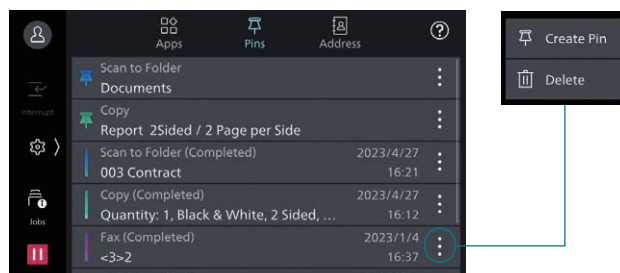 Apps
Pins
Address
?
Scan to Folder
Documents
Interrupt
Copy
Report 2Sided / 2 Page per Side
Scan to Folder (Completed) 2023/4/27
003 Contract 16:21
Copy (Completed) 2023/4/27
Quantity: 1, Black & White, 2 Sided, ... 16:12
Jobs
Fax (Completed) 2023/1/4
<3>2 16:37
Create Pin
Delete